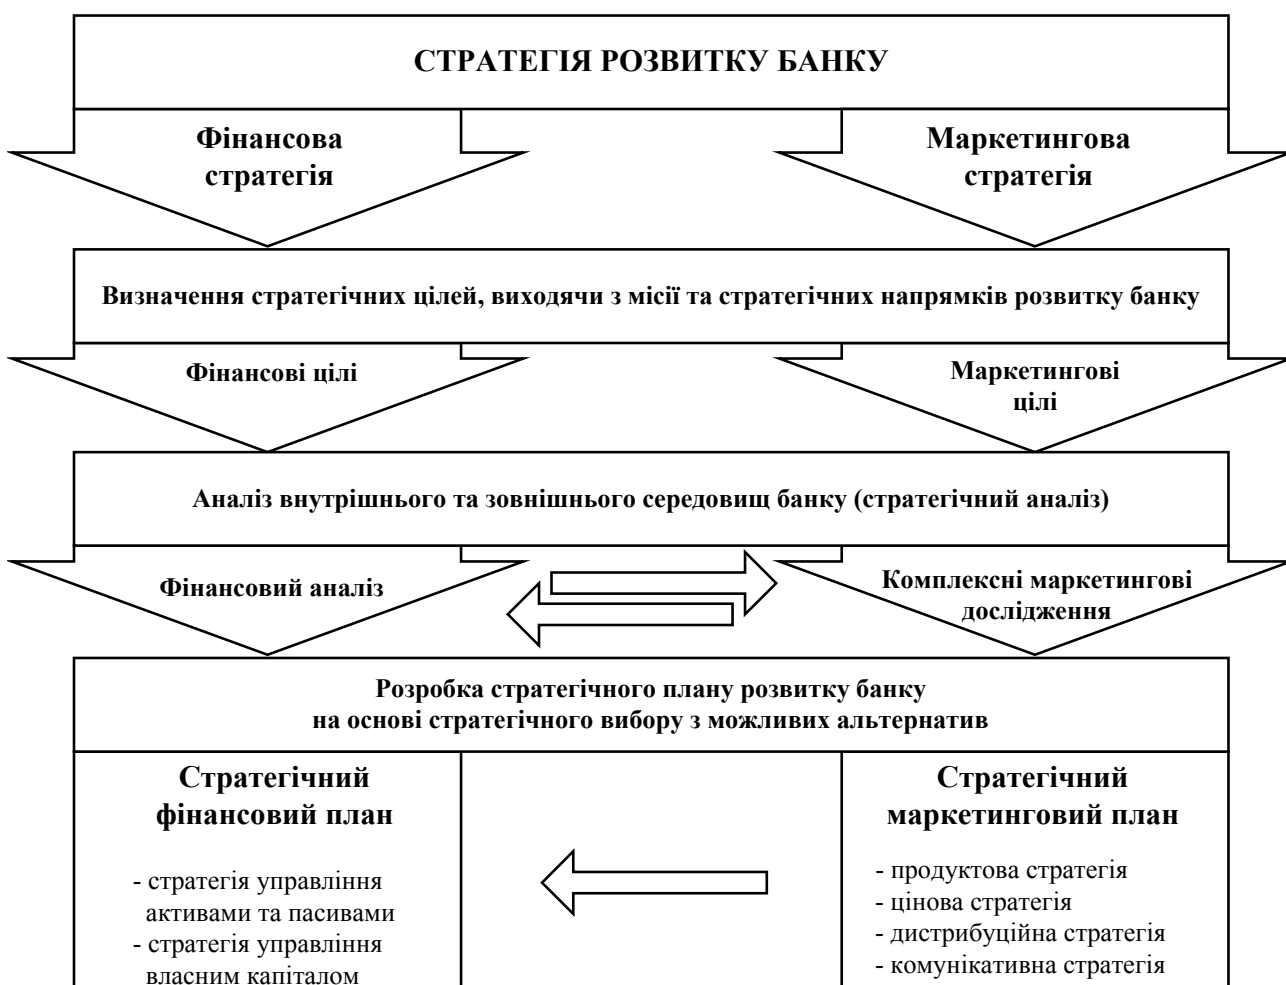 СТРАТЕГІЯ РОЗВИТКУ БАНКУ
Фінансова
стратегія
Маркетингова
стратегія
Визначення стратегічних цілей, виходячи з місії та стратегічних напрямків розвитку банку
Фінансові цілі
Маркетингові
цілі
Аналіз внутрішнього та зовнішнього середовищ банку (стратегічний аналіз)
Фінансовий аналіз
Комплексні маркетингові
дослідження
Розробка стратегічного плану розвитку банку
на основі стратегічного вибору з можливих альтернатив
Стратегічний
фінансовий план
- стратегія управління
активами та пасивами
- стратегія управління
власним капіталом
Стратегічний
маркетинговий план
- продуктова стратегія
- цінова стратегія
- дистрибуційна стратегія
- комунікативна стратегія